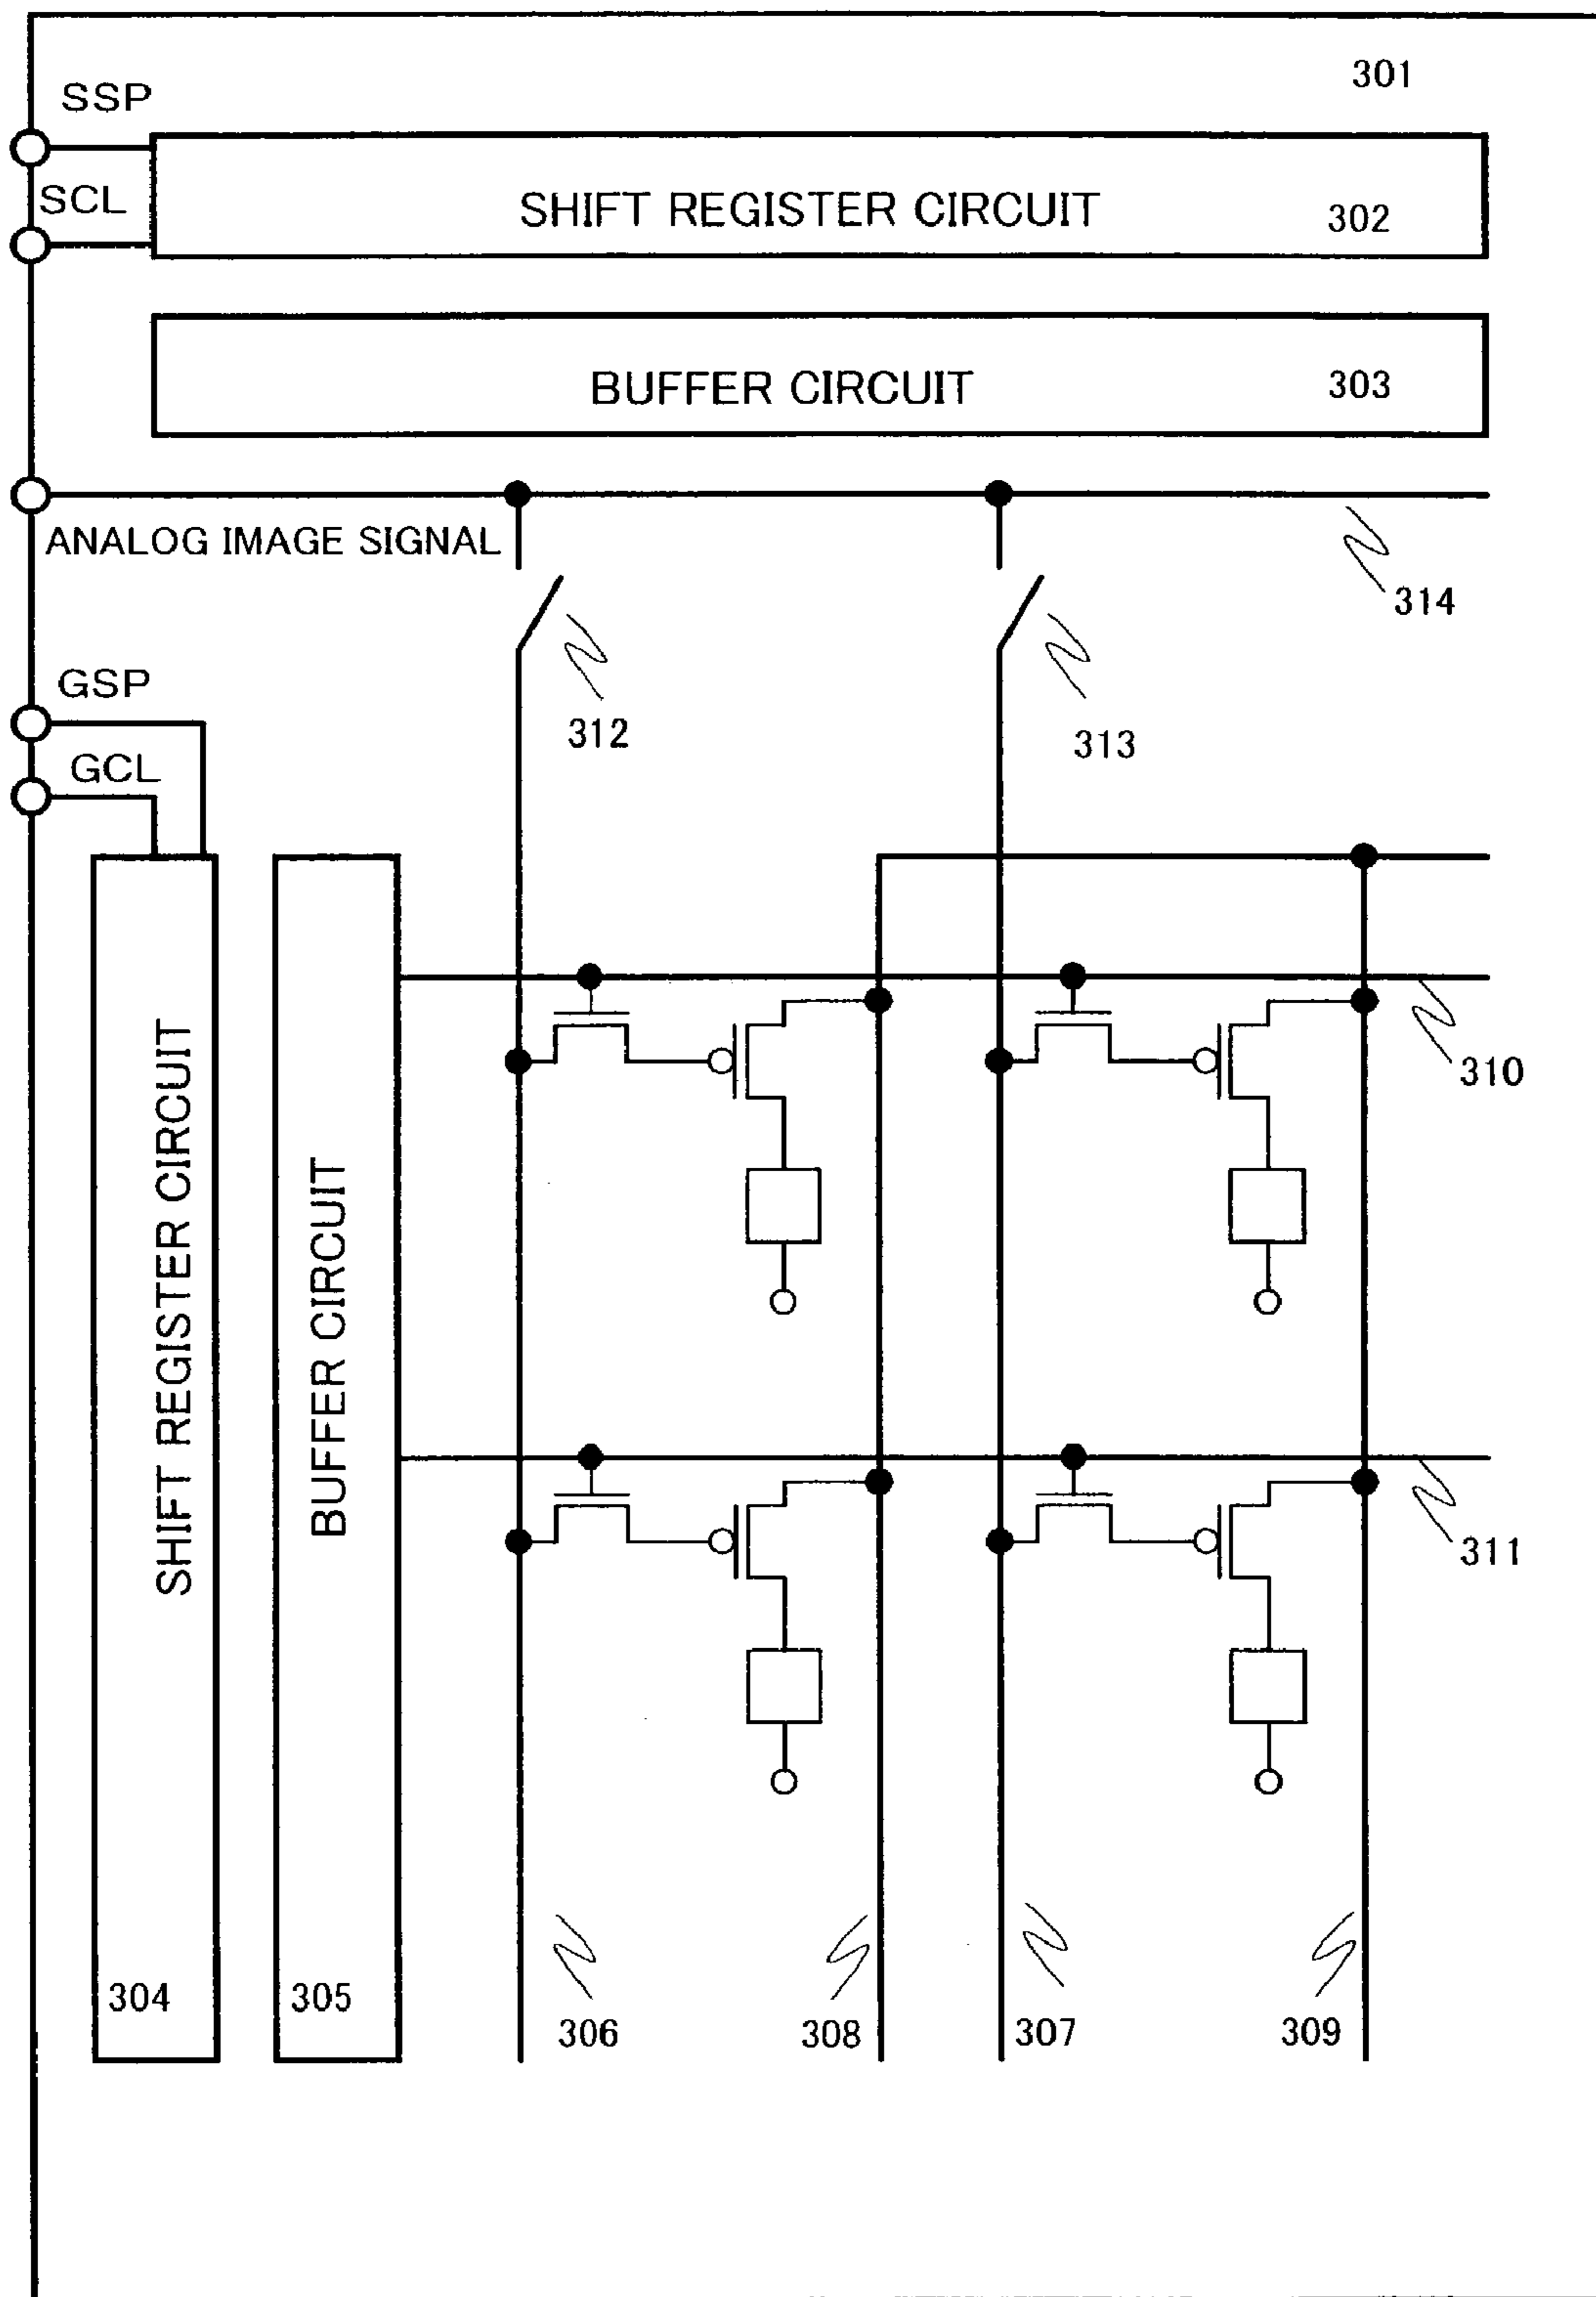 301
SSP
SCL
SHIFT REGISTER CIRCUIT 302
BUFFER CIRCUIT 303
ANALOG IMAGE SIGNAL
314
GSP
312
313
GCL
310
SHIFT REGISTER CIRCUIT
BUFFER CIRCUIT
311
304
305
306
308
307
309